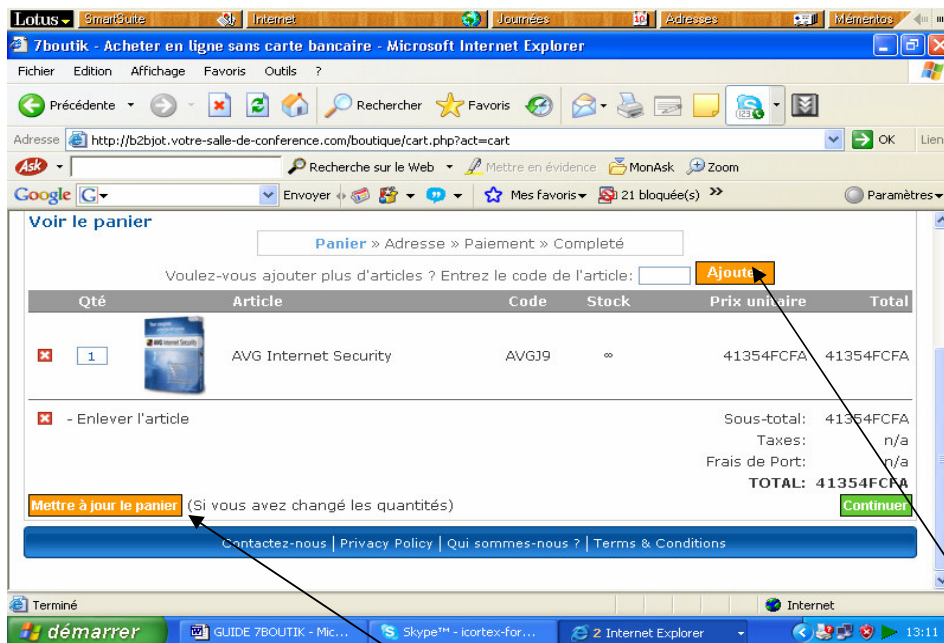 Lotus SmartSuite Internet Journées 10 Adresses Mémentos
7boutik - Acheter en ligne sans carte bancaire - Microsoft Internet Explorer
Fichier Edition Affichage Favoris Outils ?
Précédente Rechercher Favoris
Adresse http://b2bjot.votre-salle-de-conference.com/boutique/cart.php?act=cart OK Lien
Ask Recherche sur le Web Mettre en évidence MonAsk Zoom
Google G Envoyer Mes favoris 21 bloquée(s) >> Paramètres
Voir le panier
Panier » Adresse » Paiement » Completé
Voulez-vous ajouter plus d'articles ? Entrez le code de l'article: Ajouter
Qté Article Code Stock Prix unitaire Total
1 AVG Internet Security AVGJ9 ∞ 41354FCFA 41354FCFA
- Enlever l'article Sous-total: 41354FCFA
Taxes: n/a
Frais de Port: n/a
TOTAL: 41354FCFA
Mettre à jour le panier (Si vous avez changé les quantités) Continuer
Contactez-nous | Privacy Policy | Qui sommes-nous ? | Terms & Conditions
Terminé Internet
démarrer GUIDE 7BOUTIK - Mic... Skype™ - icortex-for... 2 Internet Explorer 13:11